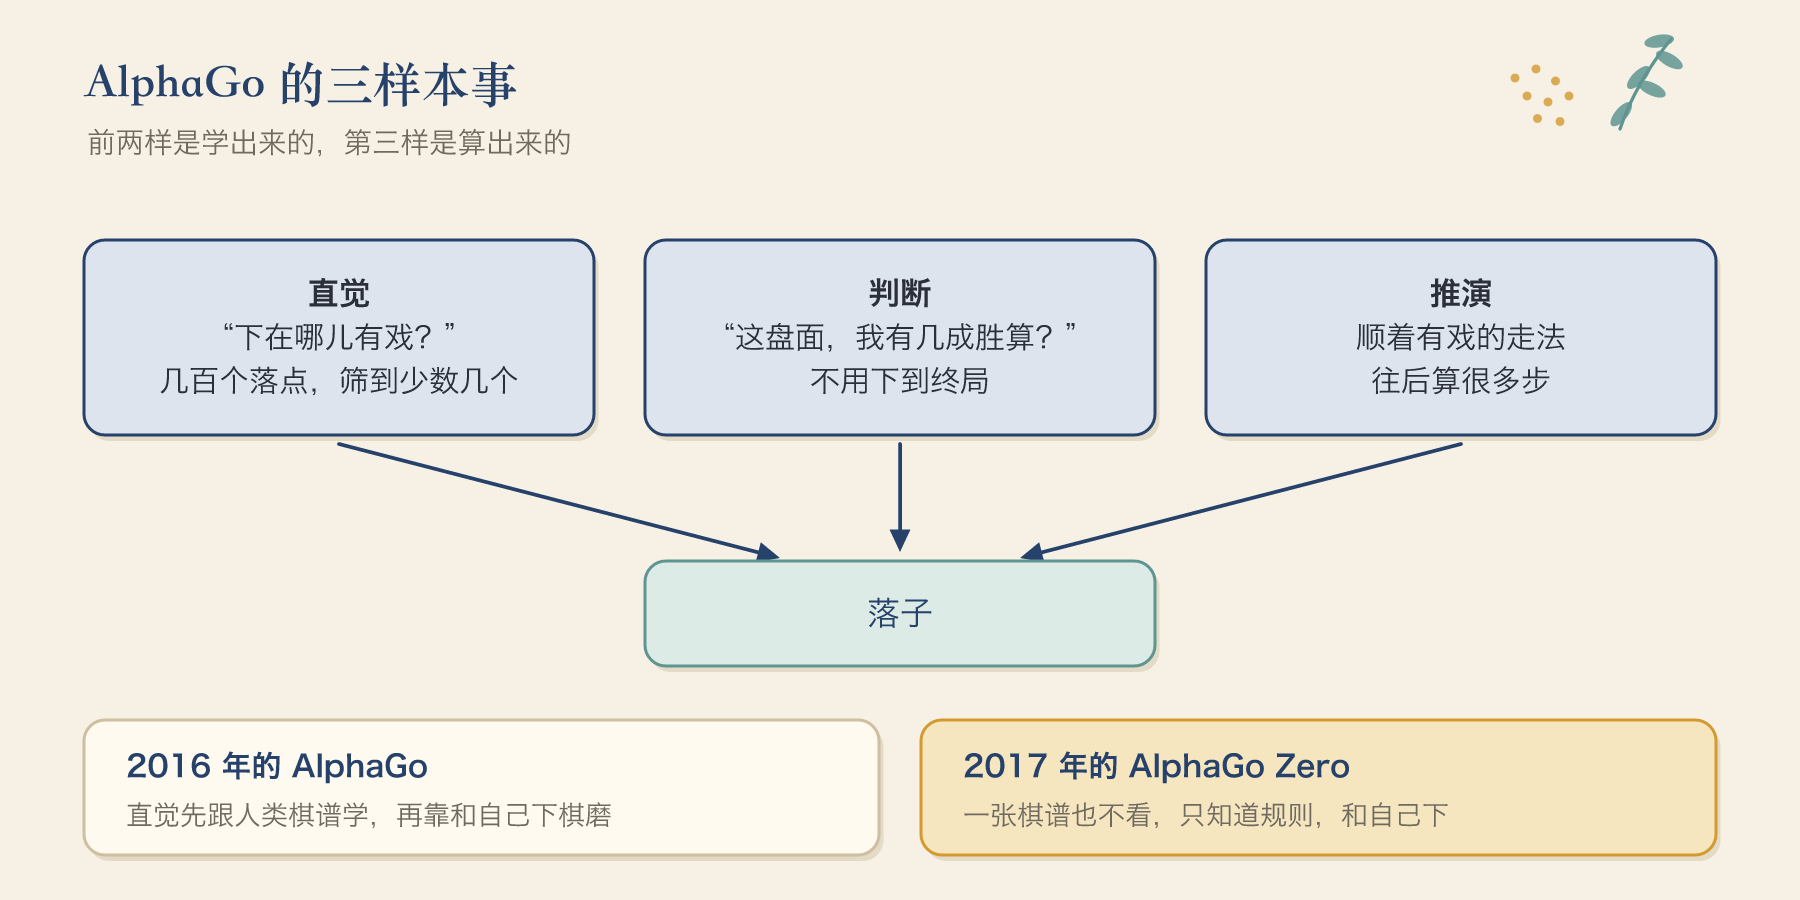 AlphaGo 的三样本事
前两样是学出来的，第三样是算出来的
直觉
“下在哪儿有戏？”
几百个落点，筛到少数几个
判断
“这盘面，我有几成胜算？”
不用下到终局
推演
顺着有戏的走法
往后算很多步
落子
2016 年的 AlphaGo
直觉先跟人类棋谱学，再靠和自己下棋磨
2017 年的 AlphaGo Zero
一张棋谱也不看，只知道规则，和自己下